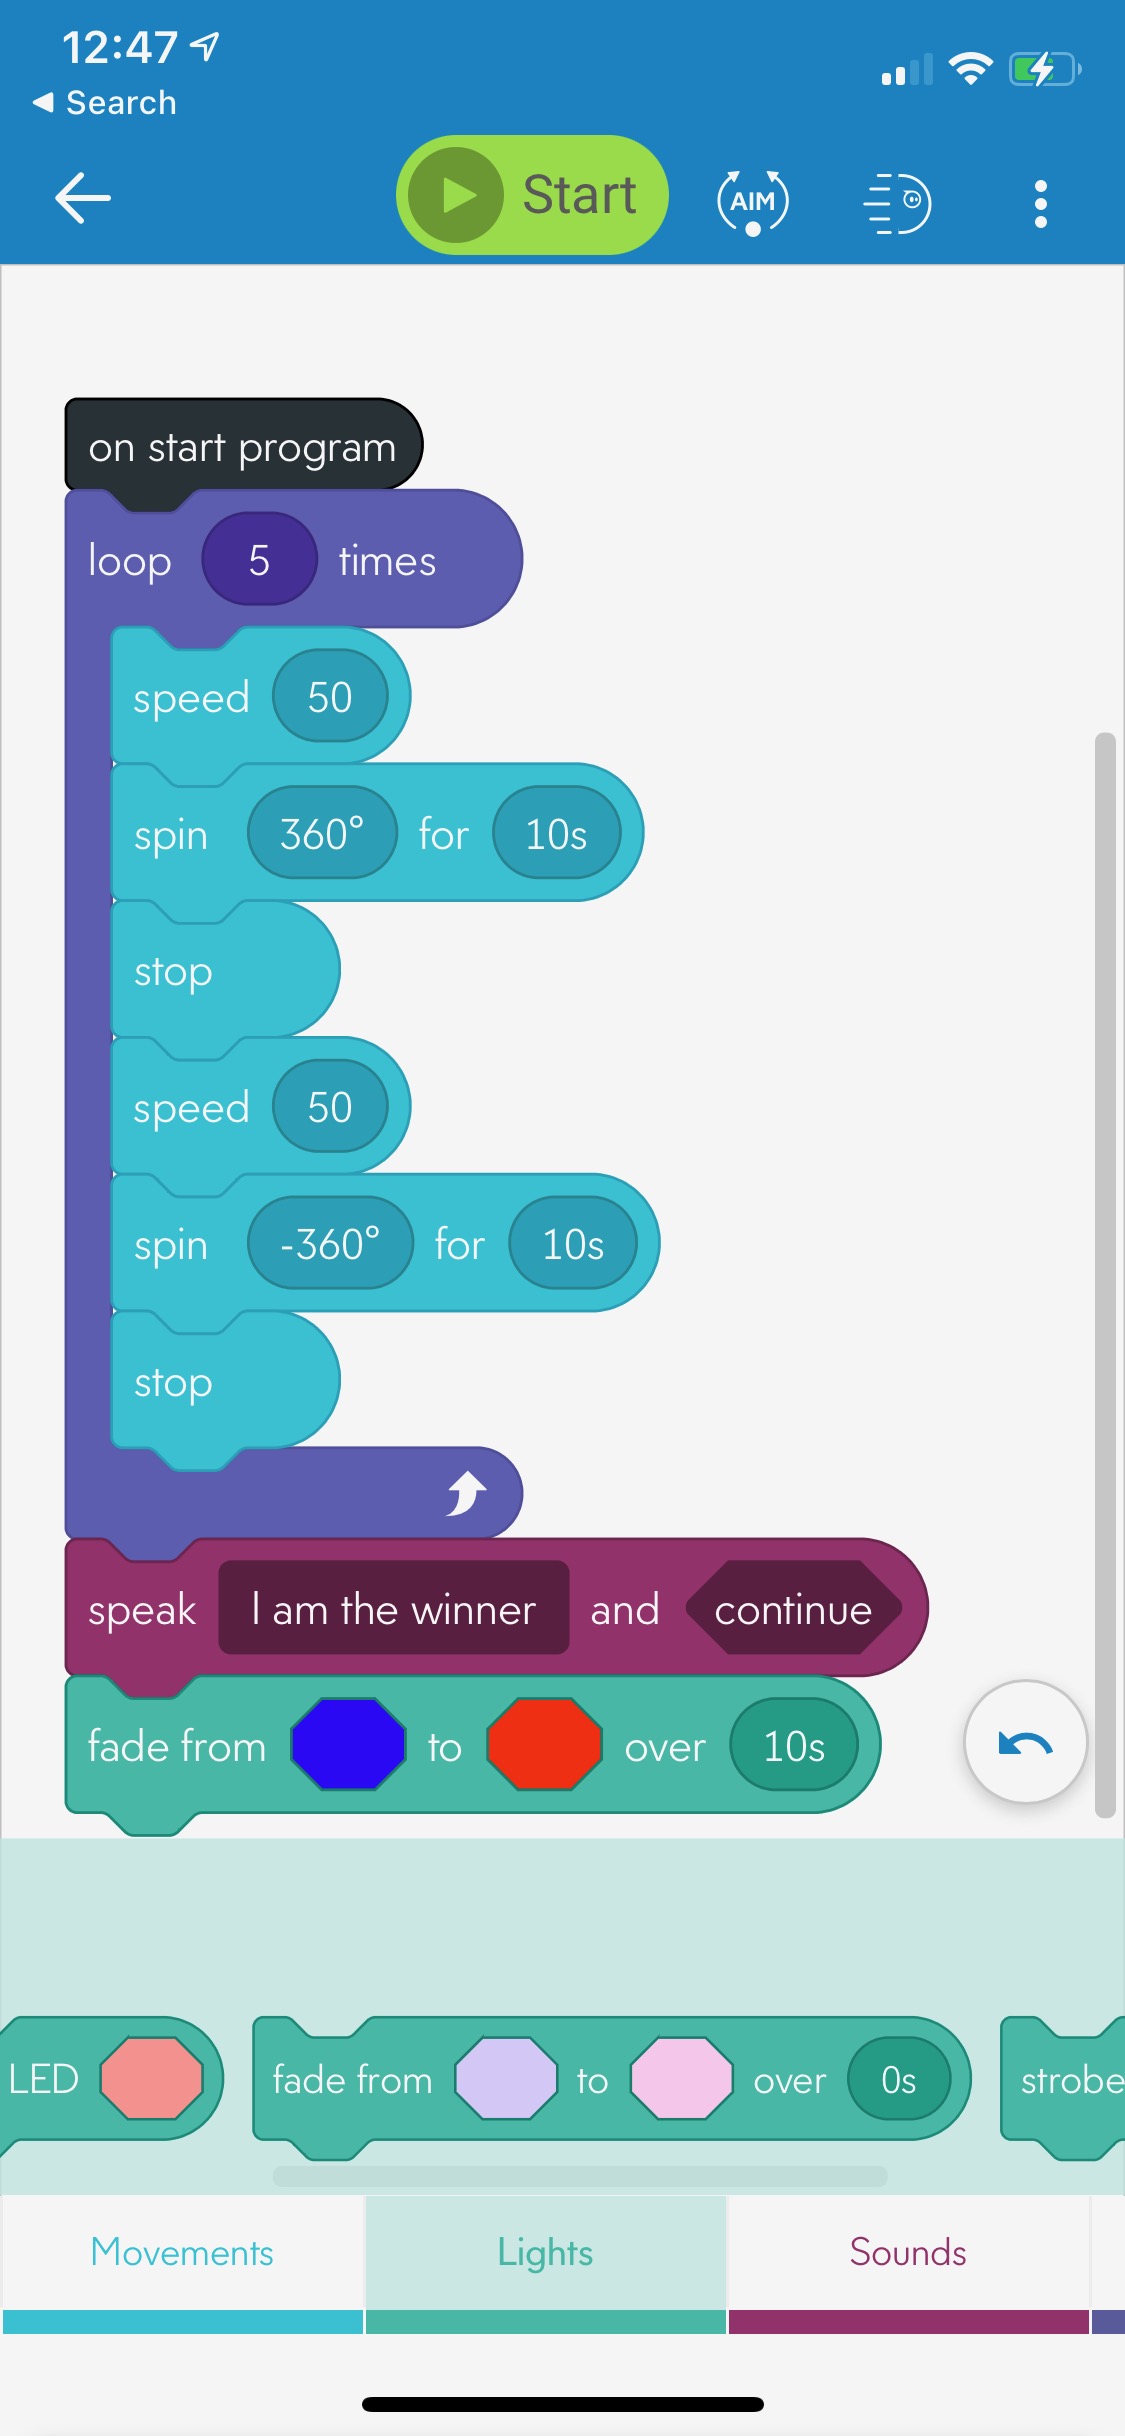 12:47
Search
Start
AIM
on start program
loop 5 times
speed 50
spin 360° for 10s
stop
speed 50
spin -360° for 10s
stop
speak I am the winner and continue
fade from to over 10s
LED fade from to over 0s strobe
Movements Lights Sounds